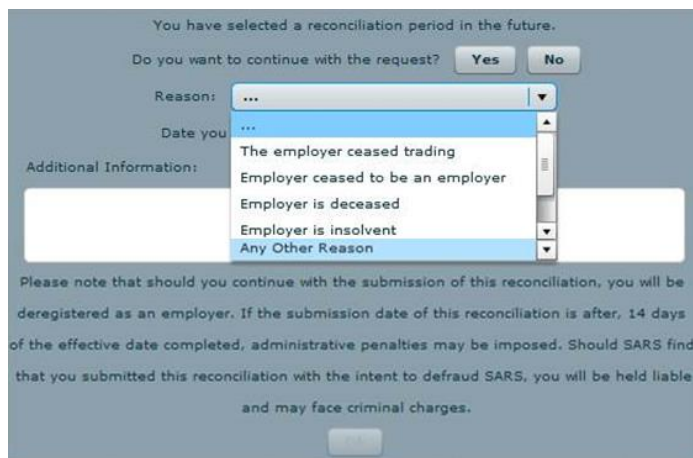 You have selected a reconciliation period in the future.
Do you want to continue with the request? Yes No
Reason: ...
...
Date you
The employer ceased trading
Additional Information:
Employer ceased to be an employer
Employer is deceased
Employer is insolvent
Any Other Reason
Please note that should you continue with the submission of this reconciliation, you will be
deregistered as an employer. If the submission date of this reconciliation is after, 14 days
of the effective date completed, administrative penalties may be imposed. Should SARS find
that you submitted this reconciliation with the intent to defraud SARS, you will be held liable
and may face criminal charges.